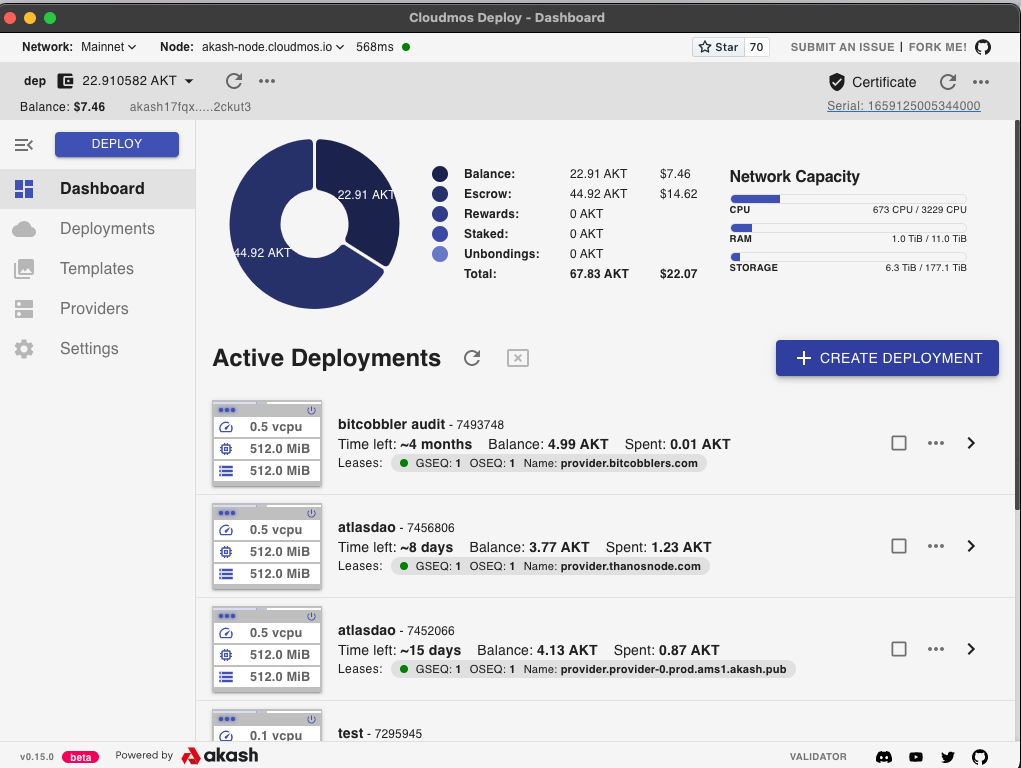 Cloudmos Deploy - Dashboard
Network: Mainnet Node: akash-node.cloudmos.io 568ms Star 70 SUBMIT AN ISSUE | FORK ME!
dep 22.910582 AKT Certificate
Balance: $7.46 akash17fqx.....2ckut3 Serial: 1659125005344000
DEPLOY
Dashboard
Deployments
Templates
Providers
Settings
22.91 AKT
44.92 AKT
Balance: 22.91 AKT $7.46
Escrow: 44.92 AKT $14.62
Rewards: 0 AKT
Staked: 0 AKT
Unbondings: 0 AKT
Total: 67.83 AKT $22.07
Network Capacity
CPU 673 CPU / 3229 CPU
RAM 1.0 TiB / 11.0 TiB
STORAGE 6.3 TiB / 177.1 TiB
Active Deployments
CREATE DEPLOYMENT
0.5 vcpu
512.0 MiB
512.0 MiB
bitcobbler audit - 7493748
Time left: ~4 months Balance: 4.99 AKT Spent: 0.01 AKT
Leases: GSEQ: 1 OSEQ: 1 Name: provider.bitcobblers.com
0.5 vcpu
512.0 MiB
512.0 MiB
atlasdao - 7456806
Time left: ~8 days Balance: 3.77 AKT Spent: 1.23 AKT
Leases: GSEQ: 1 OSEQ: 1 Name: provider.thanosnode.com
0.5 vcpu
512.0 MiB
512.0 MiB
atlasdao - 7452066
Time left: ~15 days Balance: 4.13 AKT Spent: 0.87 AKT
Leases: GSEQ: 1 OSEQ: 1 Name: provider.provider-0.prod.ams1.akash.pub
0.1 vcpu
test - 7295945
v0.15.0 beta Powered by akash VALIDATOR